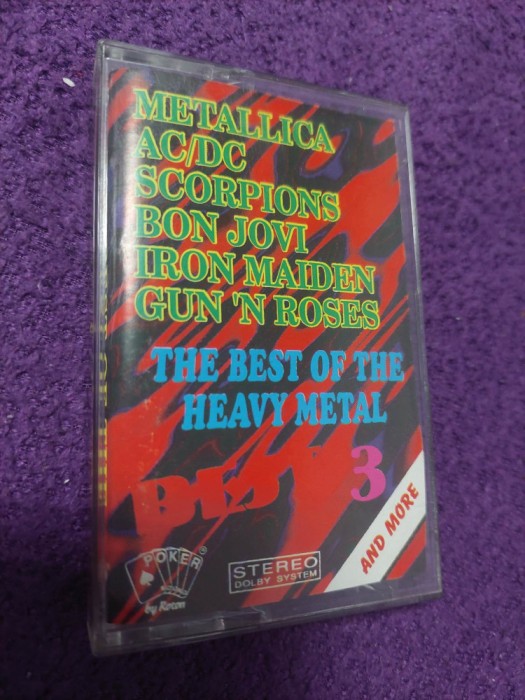 METALLICA
AC/DC
SCORPIONS
BON JOVI
IRON MAIDEN
GUN 'N ROSES
THE BEST OF THE
HEAVY METAL
3
AND MORE
POKER
by Roton
STEREO
DOLBY SYSTEM